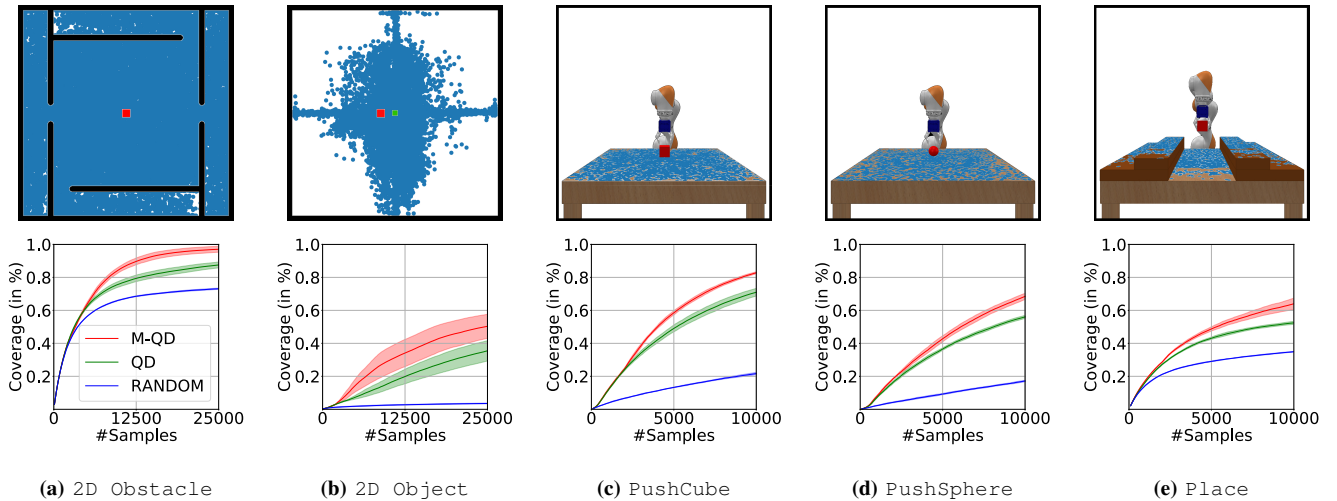 1.0
0.8
0.6
0.4
0.2
Coverage (in %)
M-QD
QD
RANDOM
0 12500 25000
#Samples
1.0
0.8
0.6
0.4
0.2
Coverage (in %)
0 12500 25000
#Samples
1.0
0.8
0.6
0.4
0.2
Coverage (in %)
0 5000 10000
#Samples
1.0
0.8
0.6
0.4
0.2
Coverage (in %)
0 5000 10000
#Samples
1.0
0.8
0.6
0.4
0.2
Coverage (in %)
0 5000 10000
#Samples
(a) 2D Obstacle
(b) 2D Object
(c) PushCube
(d) PushSphere
(e) Place